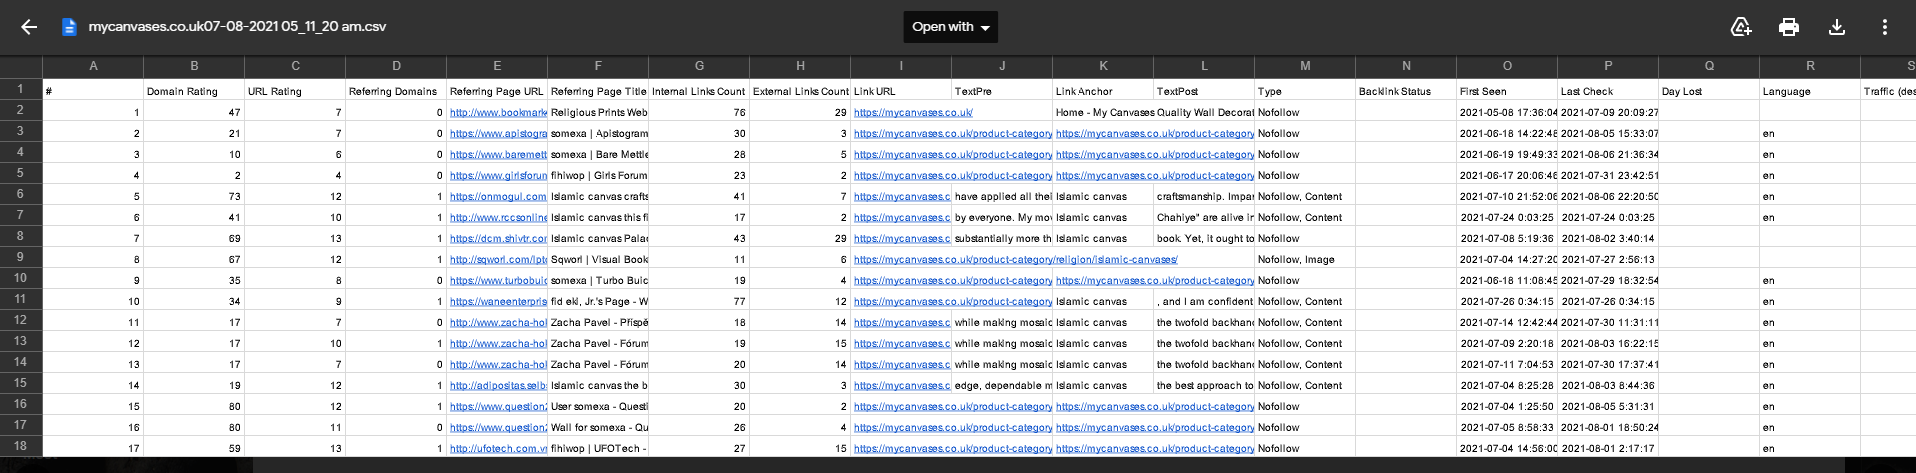 mycanvases.co.uk07-08-2021 05_11_20 am.csv Open with
A B C D E F G H I J K L M N O P Q R S
1 # Domain Rating URL Rating Referring Domains Referring Page URL Referring Page Title Internal Links Count External Links Count Link URL TextPre Link Anchor TextPost Type Backlink Status First Seen Last Check Day Lost Language Traffic (des
2 1 47 7 0 http://www.bookmark Religious Prints Web 76 29 https://mycanvases.co.uk/ Home - My Canvases Quality Wall Decorat Nofollow 2021-05-08 17:36:04 2021-07-09 20:09:27
3 2 21 7 0 https://www.apistogra somexa | Apistogram 30 3 https://mycanvases.co.uk/product-category https://mycanvases.co.uk/product-category Nofollow 2021-06-18 14:22:48 2021-08-05 15:33:07 en
4 3 10 6 0 https://www.baremett somexa | Bare Mettle 28 5 https://mycanvases.co.uk/product-category https://mycanvases.co.uk/product-category Nofollow 2021-06-19 19:49:33 2021-08-06 21:36:34 en
5 4 2 4 0 https://www.girlsforun fihlwop | Girls Forum 23 2 https://mycanvases.co.uk/product-category https://mycanvases.co.uk/product-category Nofollow 2021-06-17 20:06:46 2021-07-31 23:42:51 en
6 5 73 12 1 https://onmogul.com Islamic canvas crafts 41 7 https://mycanvases.c have applied all thei Islamic canvas craftsmanship. Impar Nofollow, Content 2021-07-10 21:52:06 2021-08-06 22:20:50 en
7 6 41 10 1 http://www.rccsonline Islamic canvas this fi 17 2 https://mycanvases.c by everyone. My mov Islamic canvas Chahiye" are alive in Nofollow, Content 2021-07-24 0:03:25 2021-07-24 0:03:25 en
8 7 69 13 1 https://dcm.shivtr.cor Islamic canvas Palac 43 29 https://mycanvases.c substantially more th Islamic canvas book. Yet, it ought to Nofollow 2021-07-08 5:19:36 2021-08-02 3:40:14
9 8 67 12 1 http://sqworl.com/lptc Sqworl | Visual Book 11 6 https://mycanvases.co.uk/product-category/religion/islamic-canvases/ Nofollow, Image 2021-07-04 14:27:20 2021-07-27 2:56:13
10 9 35 8 0 https://www.turbobuic somexa | Turbo Buic 19 4 https://mycanvases.co.uk/product-category https://mycanvases.co.uk/product-category Nofollow 2021-06-18 11:08:45 2021-07-29 18:32:54 en
11 10 34 9 1 https://waneenterpris fid ekl, Jr.'s Page - W 77 12 https://mycanvases.co.uk/product-category Islamic canvas , and I am confident Nofollow, Content 2021-07-26 0:34:15 2021-07-26 0:34:15 en
12 11 17 7 0 http://www.zacha-hol Zacha Pavel - Příspě 18 14 https://mycanvases.c while making mosaic Islamic canvas the twofold backhand Nofollow, Content 2021-07-14 12:42:44 2021-07-30 11:31:11 en
13 12 17 10 1 http://www.zacha-hol Zacha Pavel - Fórum 19 15 https://mycanvases.c while making mosaic Islamic canvas the twofold backhand Nofollow, Content 2021-07-09 2:20:18 2021-08-03 16:22:15 en
14 13 17 7 0 http://www.zacha-hol Zacha Pavel - Fórum 20 14 https://mycanvases.c while making mosaic Islamic canvas the twofold backhand Nofollow, Content 2021-07-11 7:04:53 2021-07-30 17:37:41 en
15 14 19 12 1 http://adipositas.selbs Islamic canvas the b 30 3 https://mycanvases.c edge, dependable m Islamic canvas the best approach to Nofollow, Content 2021-07-04 8:25:28 2021-08-03 8:44:36 en
16 15 80 12 1 https://www.question2 User somexa - Questi 20 2 https://mycanvases.co.uk/product-category https://mycanvases.co.uk/product-category Nofollow 2021-07-04 1:25:50 2021-08-05 5:31:31 en
17 16 80 11 0 https://www.question2 Wall for somexa - Qu 26 4 https://mycanvases.co.uk/product-category https://mycanvases.co.uk/product-category Nofollow 2021-07-05 8:58:33 2021-08-01 18:50:24 en
18 17 59 13 1 http://ufotech.com.vn fihlwop | UFOTech - 27 15 https://mycanvases.co.uk/product-category https://mycanvases.co.uk/product-category Nofollow 2021-07-04 14:56:00 2021-08-01 2:17:17 en